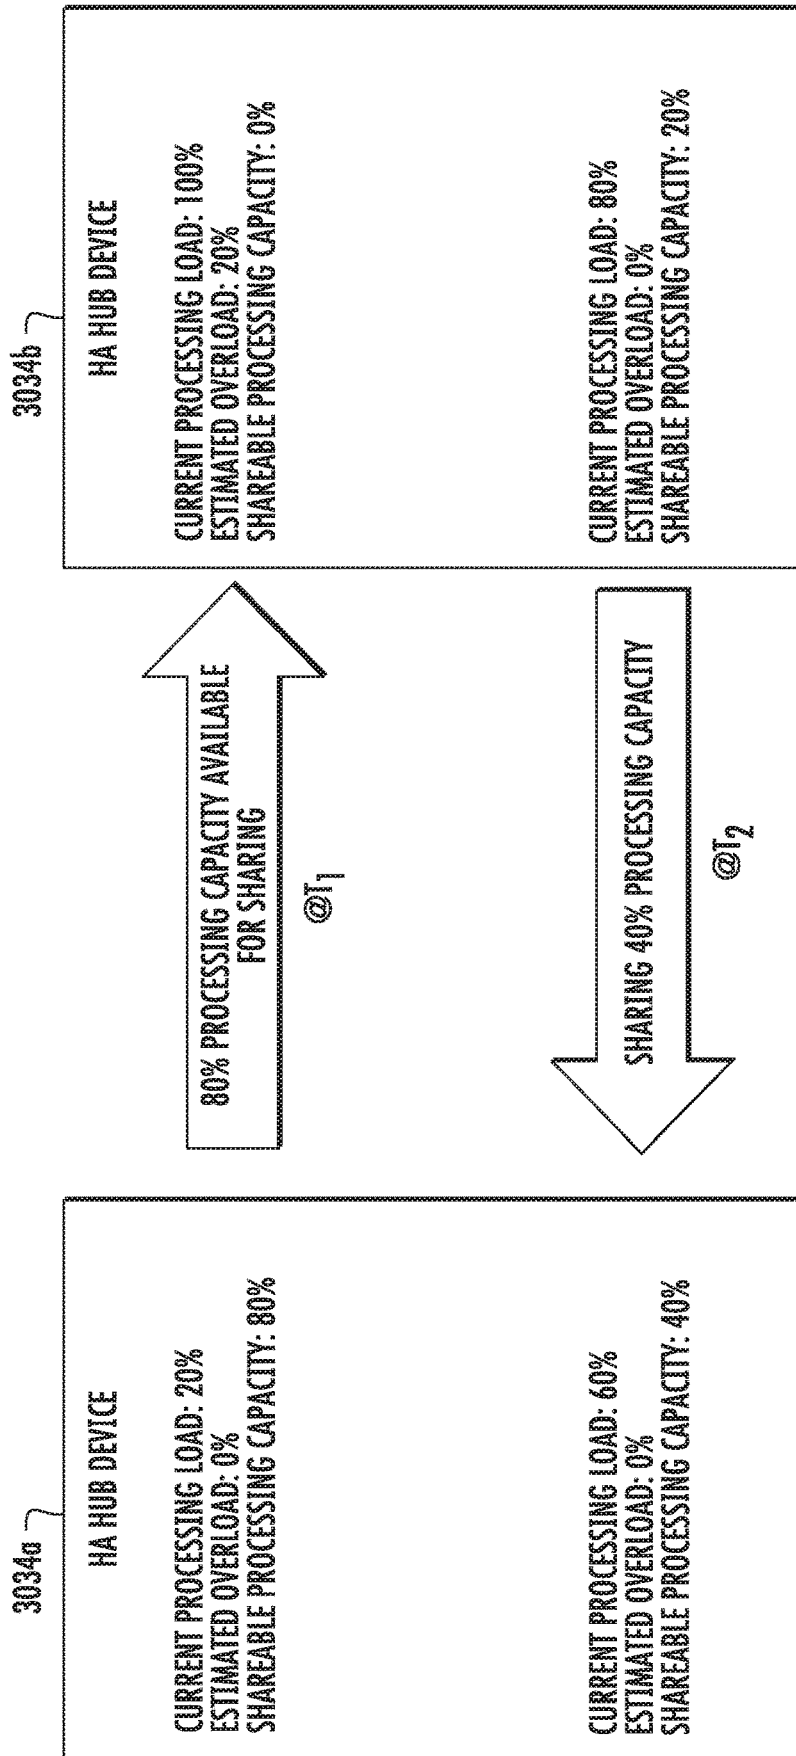 3034a
HA HUB DEVICE
CURRENT PROCESSING LOAD: 20%
ESTIMATED OVERLOAD: 0%
SHAREABLE PROCESSING CAPACITY: 80%
CURRENT PROCESSING LOAD: 60%
ESTIMATED OVERLOAD: 0%
SHAREABLE PROCESSING CAPACITY: 40%
80% PROCESSING CAPACITY AVAILABLE
FOR SHARING
@T1
SHARING 40% PROCESSING CAPACITY
@T2
3034b
HA HUB DEVICE
CURRENT PROCESSING LOAD: 100%
ESTIMATED OVERLOAD: 20%
SHAREABLE PROCESSING CAPACITY: 0%
CURRENT PROCESSING LOAD: 80%
ESTIMATED OVERLOAD: 0%
SHAREABLE PROCESSING CAPACITY: 20%